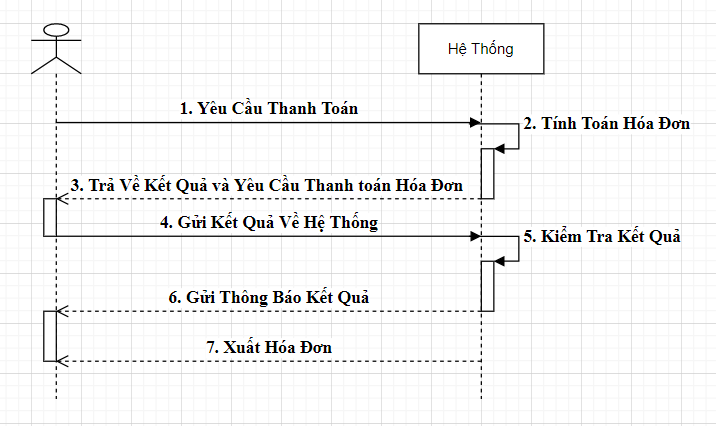 Hệ Thống
1. Yêu Cầu Thanh Toán
2. Tính Toán Hóa Đơn
3. Trả Về Kết Quả và Yêu Cầu Thanh toán Hóa Đơn
4. Gửi Kết Quả Về Hệ Thống
5. Kiểm Tra Kết Quả
6. Gửi Thông Báo Kết Quả
7. Xuất Hóa Đơn